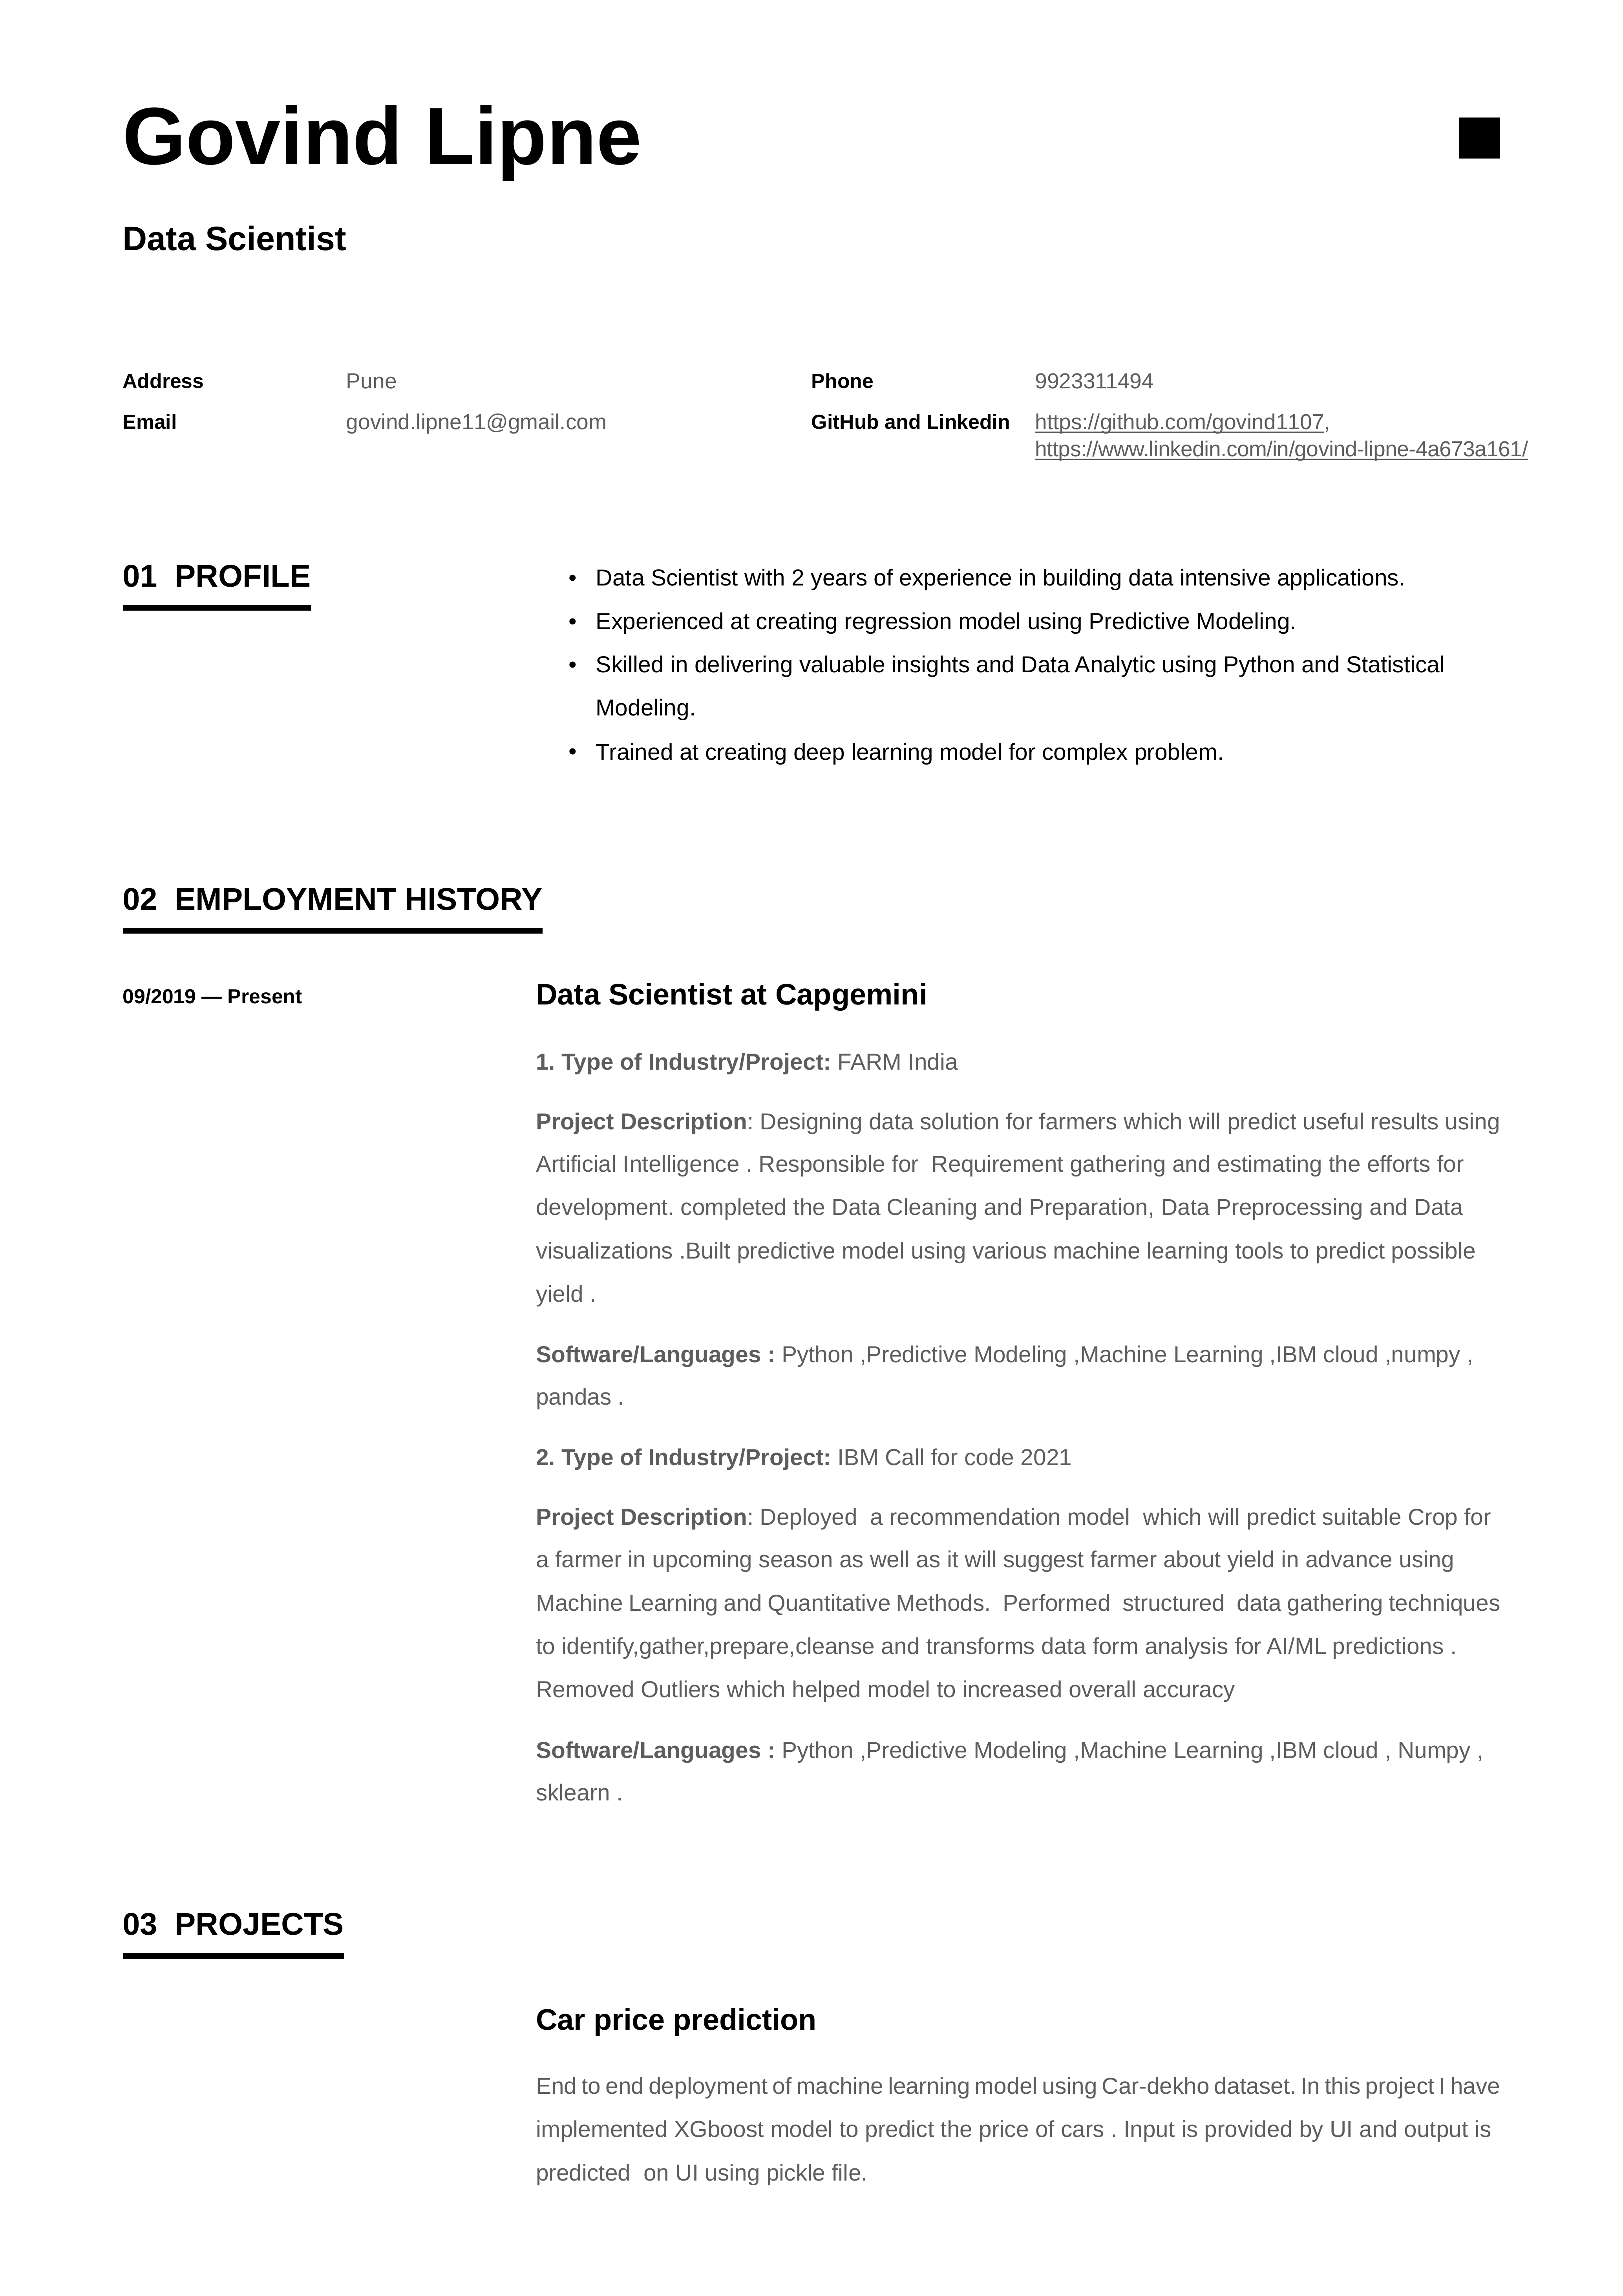 Govind Lipne
Data Scientist
Address Pune Phone 9923311494
Email govind.lipne11@gmail.com GitHub and Linkedin https://github.com/govind1107,
https://www.linkedin.com/in/govind-lipne-4a673a161/
01 PROFILE
• Data Scientist with 2 years of experience in building data intensive applications.
• Experienced at creating regression model using Predictive Modeling.
• Skilled in delivering valuable insights and Data Analytic using Python and Statistical
Modeling.
• Trained at creating deep learning model for complex problem.
02 EMPLOYMENT HISTORY
09/2019 — Present Data Scientist at Capgemini
1. Type of Industry/Project: FARM India
Project Description: Designing data solution for farmers which will predict useful results using
Artificial Intelligence . Responsible for  Requirement gathering and estimating the efforts for
development. completed the Data Cleaning and Preparation, Data Preprocessing and Data
visualizations .Built predictive model using various machine learning tools to predict possible
yield .
Software/Languages : Python ,Predictive Modeling ,Machine Learning ,IBM cloud ,numpy ,
pandas .
2. Type of Industry/Project: IBM Call for code 2021
Project Description: Deployed  a recommendation model  which will predict suitable Crop for
a farmer in upcoming season as well as it will suggest farmer about yield in advance using
Machine Learning and Quantitative Methods.  Performed  structured  data gathering techniques
to identify,gather,prepare,cleanse and transforms data form analysis for AI/ML predictions .
Removed Outliers which helped model to increased overall accuracy
Software/Languages : Python ,Predictive Modeling ,Machine Learning ,IBM cloud , Numpy ,
sklearn .
03 PROJECTS
Car price prediction
End to end deployment of machine learning model using Car-dekho dataset. In this project I have
implemented XGboost model to predict the price of cars . Input is provided by UI and output is
predicted  on UI using pickle file.